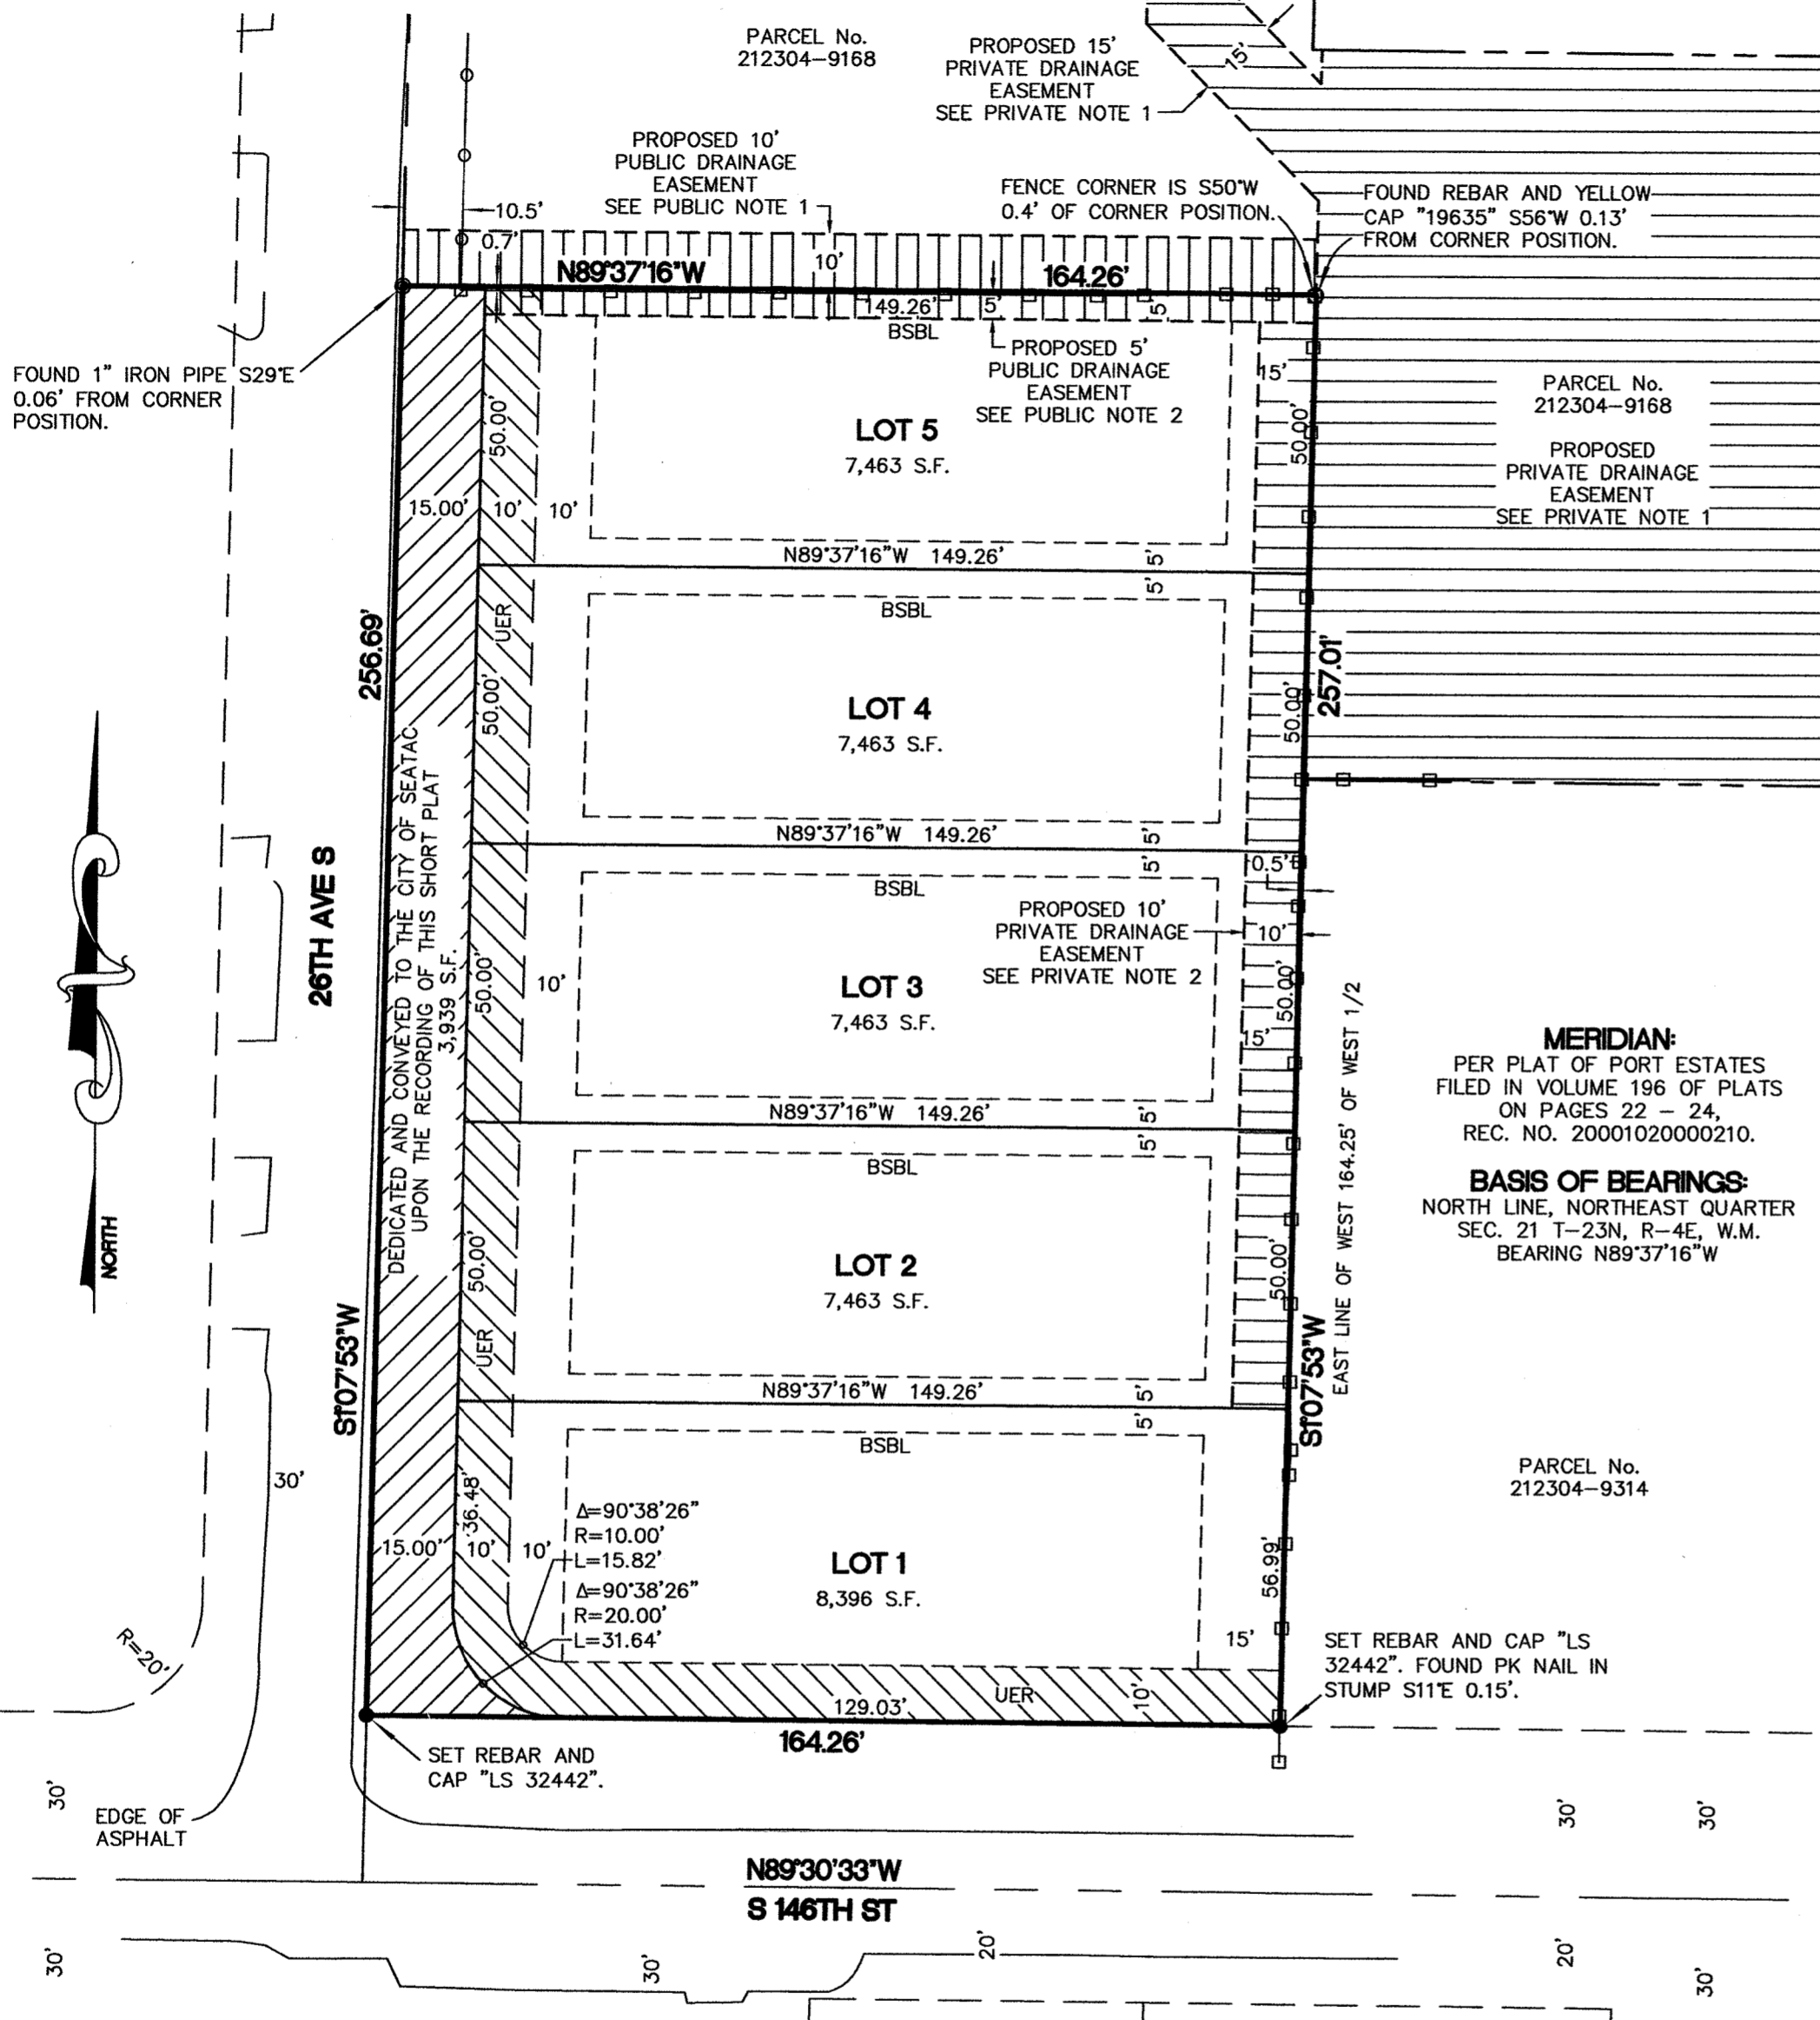 PARCEL No.
212304-9168
PROPOSED 15'
PRIVATE DRAINAGE
EASEMENT
SEE PRIVATE NOTE 1
15'
PROPOSED 10'
PUBLIC DRAINAGE
EASEMENT
SEE PUBLIC NOTE 1
FENCE CORNER IS S50°W
0.4' OF CORNER POSITION.
FOUND REBAR AND YELLOW
CAP "19635" S56°W 0.13'
FROM CORNER POSITION.
10.5'
0.7'
10'
N89°37'16"W
164.26'
149.26'
5'
5'
BSBL
FOUND 1" IRON PIPE S29°E
0.06' FROM CORNER
POSITION.
PROPOSED 5'
PUBLIC DRAINAGE
EASEMENT
SEE PUBLIC NOTE 2
15'
50.00'
50.00'
LOT 5
7,463 S.F.
PARCEL No.
212304-9168
PROPOSED
PRIVATE DRAINAGE
EASEMENT
SEE PRIVATE NOTE 1
15.00'
10'
10'
N89°37'16"W 149.26'
5'
5'
UER
BSBL
256.69'
257.01'
50.00'
50.00'
LOT 4
7,463 S.F.
N89°37'16"W 149.26'
5'
5'
0.5'
BSBL
26TH AVE S
DEDICATED AND CONVEYED TO THE CITY OF SEATAC
UPON THE RECORDING OF THIS SHORT PLAT
3,939 S.F.
50.00'
10'
LOT 3
7,463 S.F.
PROPOSED 10'
PRIVATE DRAINAGE
EASEMENT
SEE PRIVATE NOTE 2
10'
50.00'
15'
EAST LINE OF WEST 164.25' OF WEST 1/2
MERIDIAN:
PER PLAT OF PORT ESTATES
FILED IN VOLUME 196 OF PLATS
ON PAGES 22 - 24,
REC. NO. 20001020000210.
BASIS OF BEARINGS:
NORTH LINE, NORTHEAST QUARTER
SEC. 21 T-23N, R-4E, W.M.
BEARING N89°37'16"W
NORTH
N89°37'16"W 149.26'
5'
5'
BSBL
50.00'
50.00'
LOT 2
7,463 S.F.
UER
S1°07'53"W
S1°07'53"W
N89°37'16"W 149.26'
5'
5'
BSBL
30'
36.48'
15.00'
10'
10'
Δ=90°38'26"
R=10.00'
L=15.82'
Δ=90°38'26"
R=20.00'
L=31.64'
LOT 1
8,396 S.F.
56.99'
15'
PARCEL No.
212304-9314
R=20'
SET REBAR AND CAP "LS
32442". FOUND PK NAIL IN
STUMP S11°E 0.15'.
129.03'
UER
10'
164.26'
SET REBAR AND
CAP "LS 32442".
30'
EDGE OF
ASPHALT
30'
30'
N89°30'33"W
S 146TH ST
30'
30'
20'
20'
30'